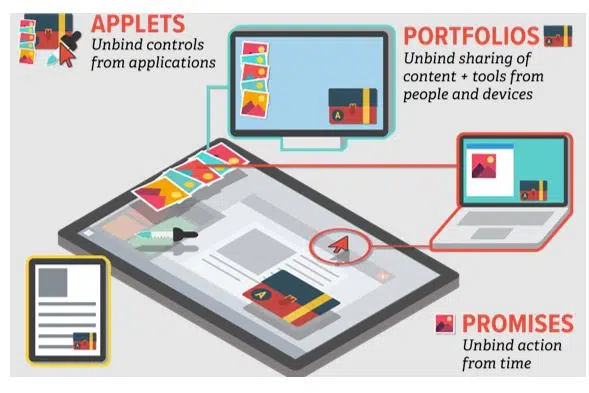 APPLETS
Unbind controls
from applications
PORTFOLIOS
Unbind sharing of
content + tools from
people and devices
A
A
PROMISES
Unbind action
from time